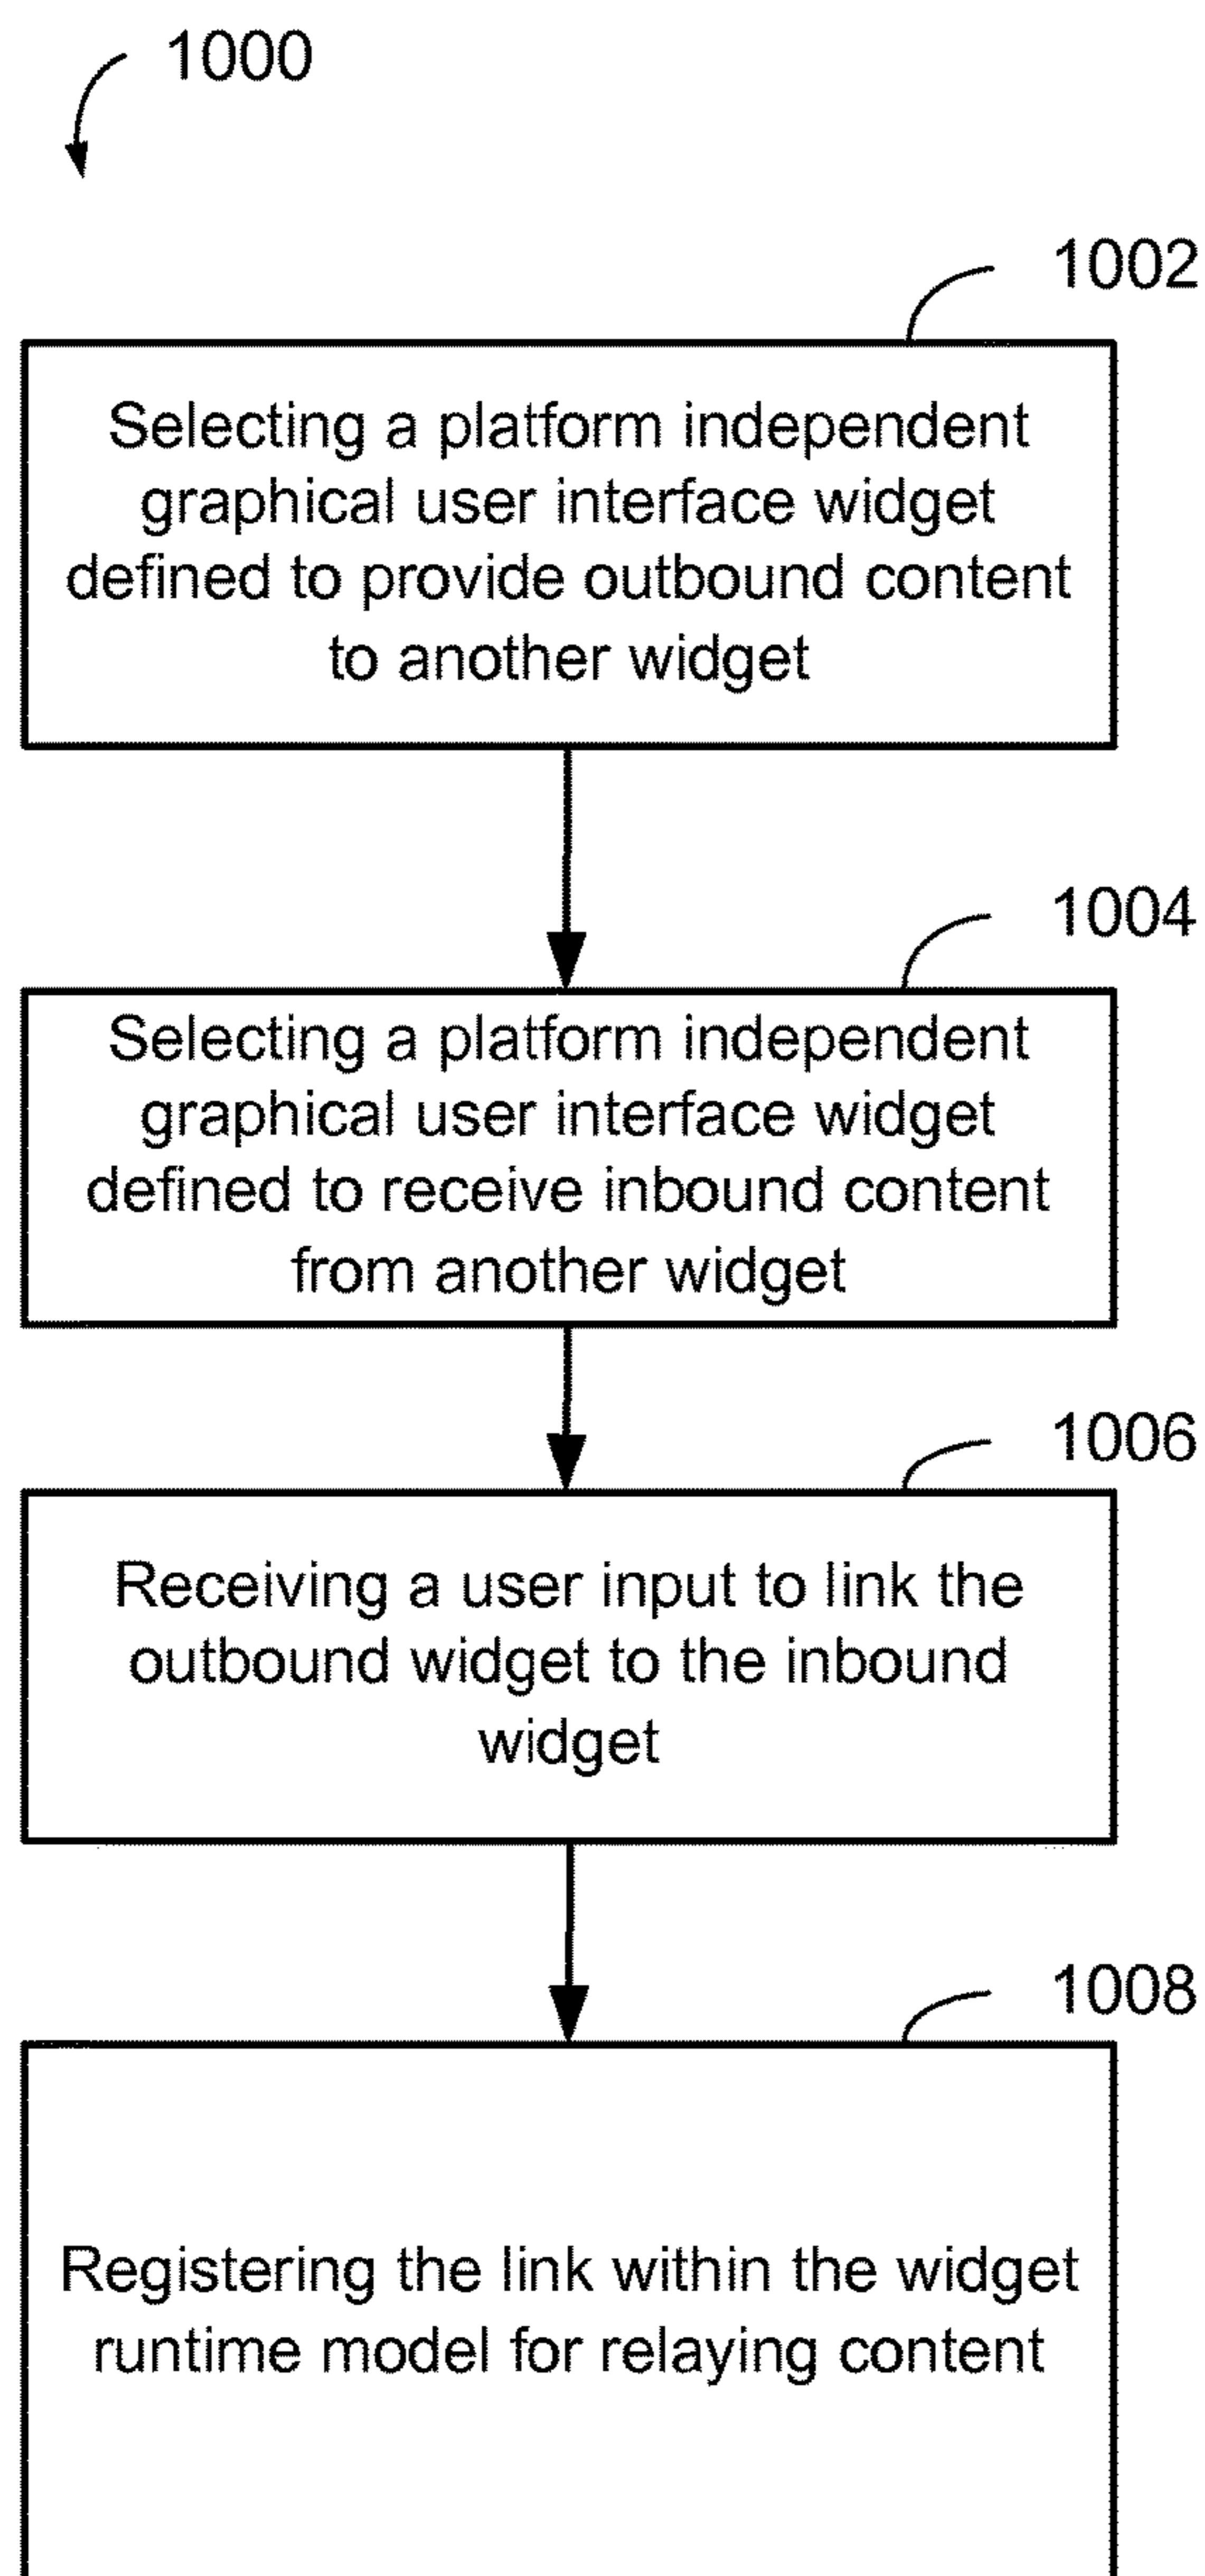 1000
1002
Selecting a platform independent
graphical user interface widget
defined to provide outbound content
to another widget
1004
Selecting a platform independent
graphical user interface widget
defined to receive inbound content
from another widget
1006
Receiving a user input to link the
outbound widget to the inbound
widget
1008
Registering the link within the widget
runtime model for relaying content